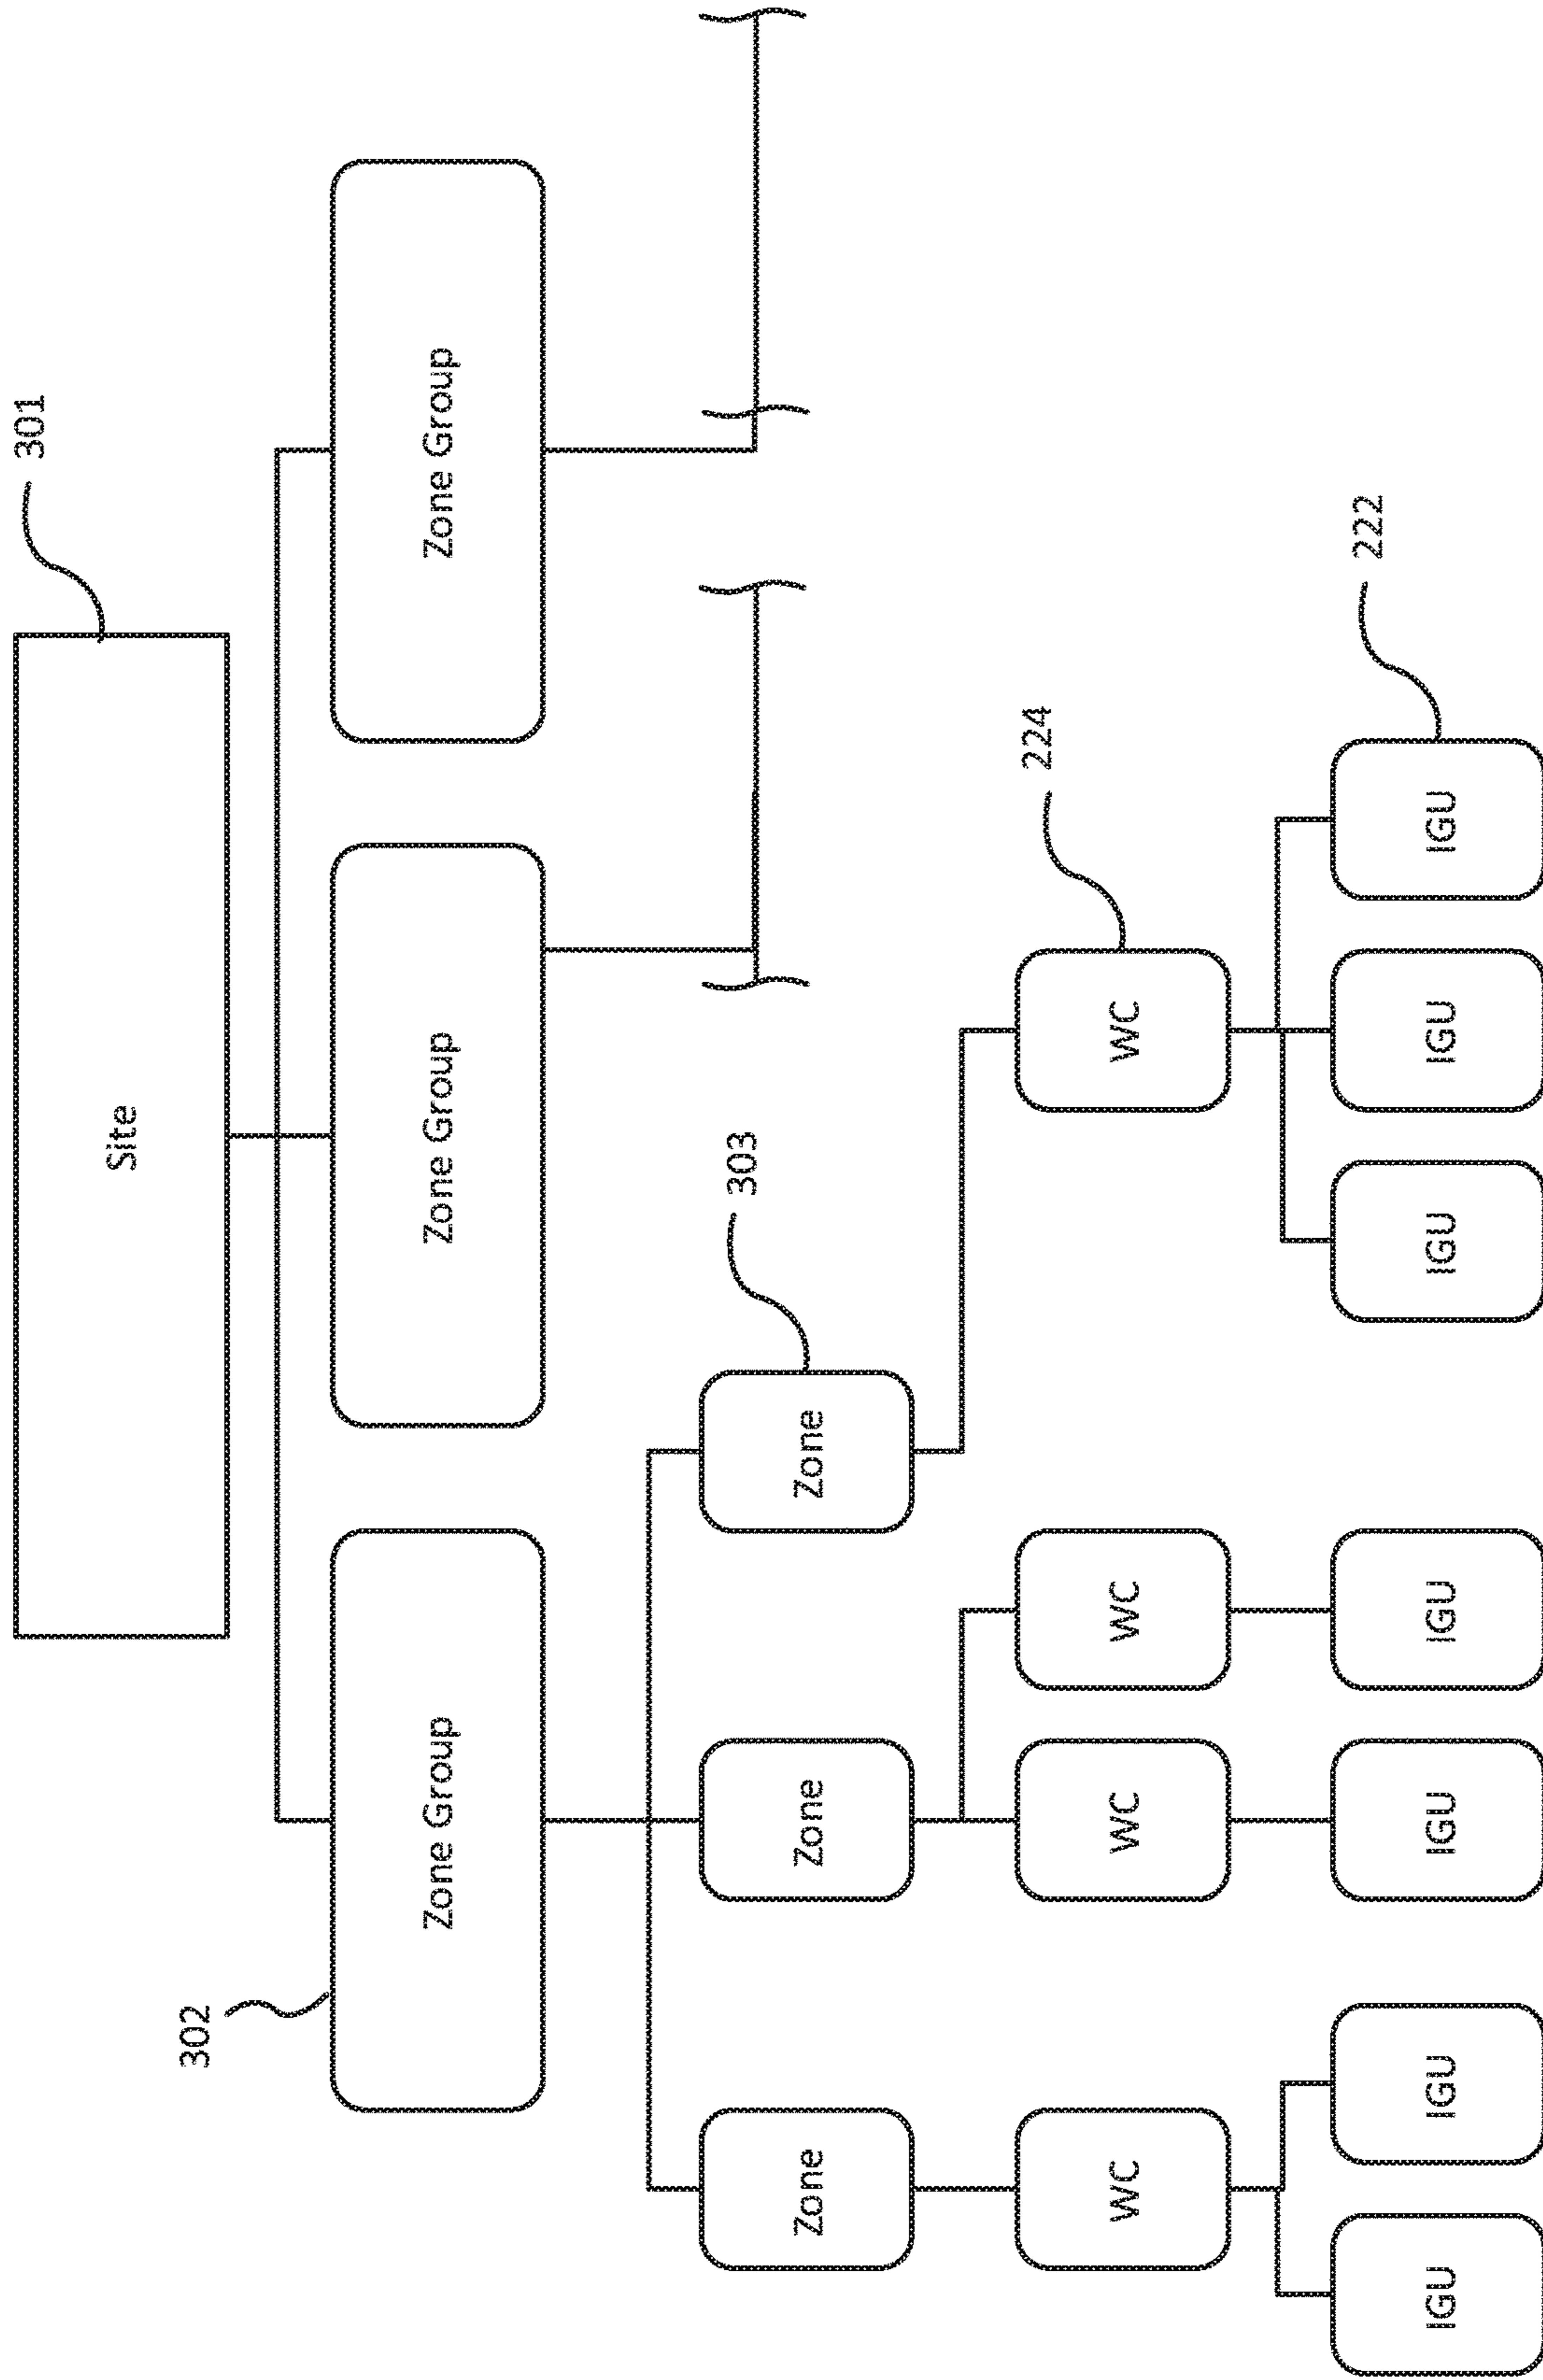 301
Site
302
Zone Group
Zone Group
Zone Group
303
Zone
Zone
Zone
224
WC
WC
WC
WC
222
IGU
IGU
IGU
IGU
IGU
IGU
IGU